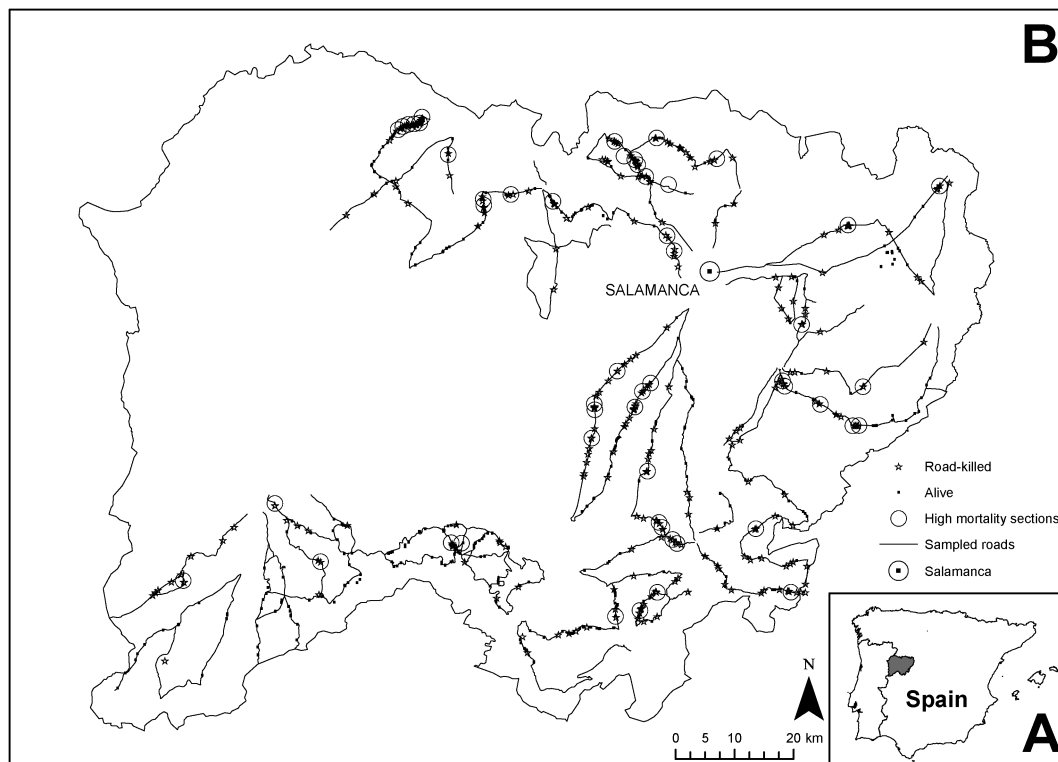 B
SALAMANCA
Road-killed
Alive
High mortality sections
Sampled roads
Salamanca
N
0 5 10 20 km
Spain
A